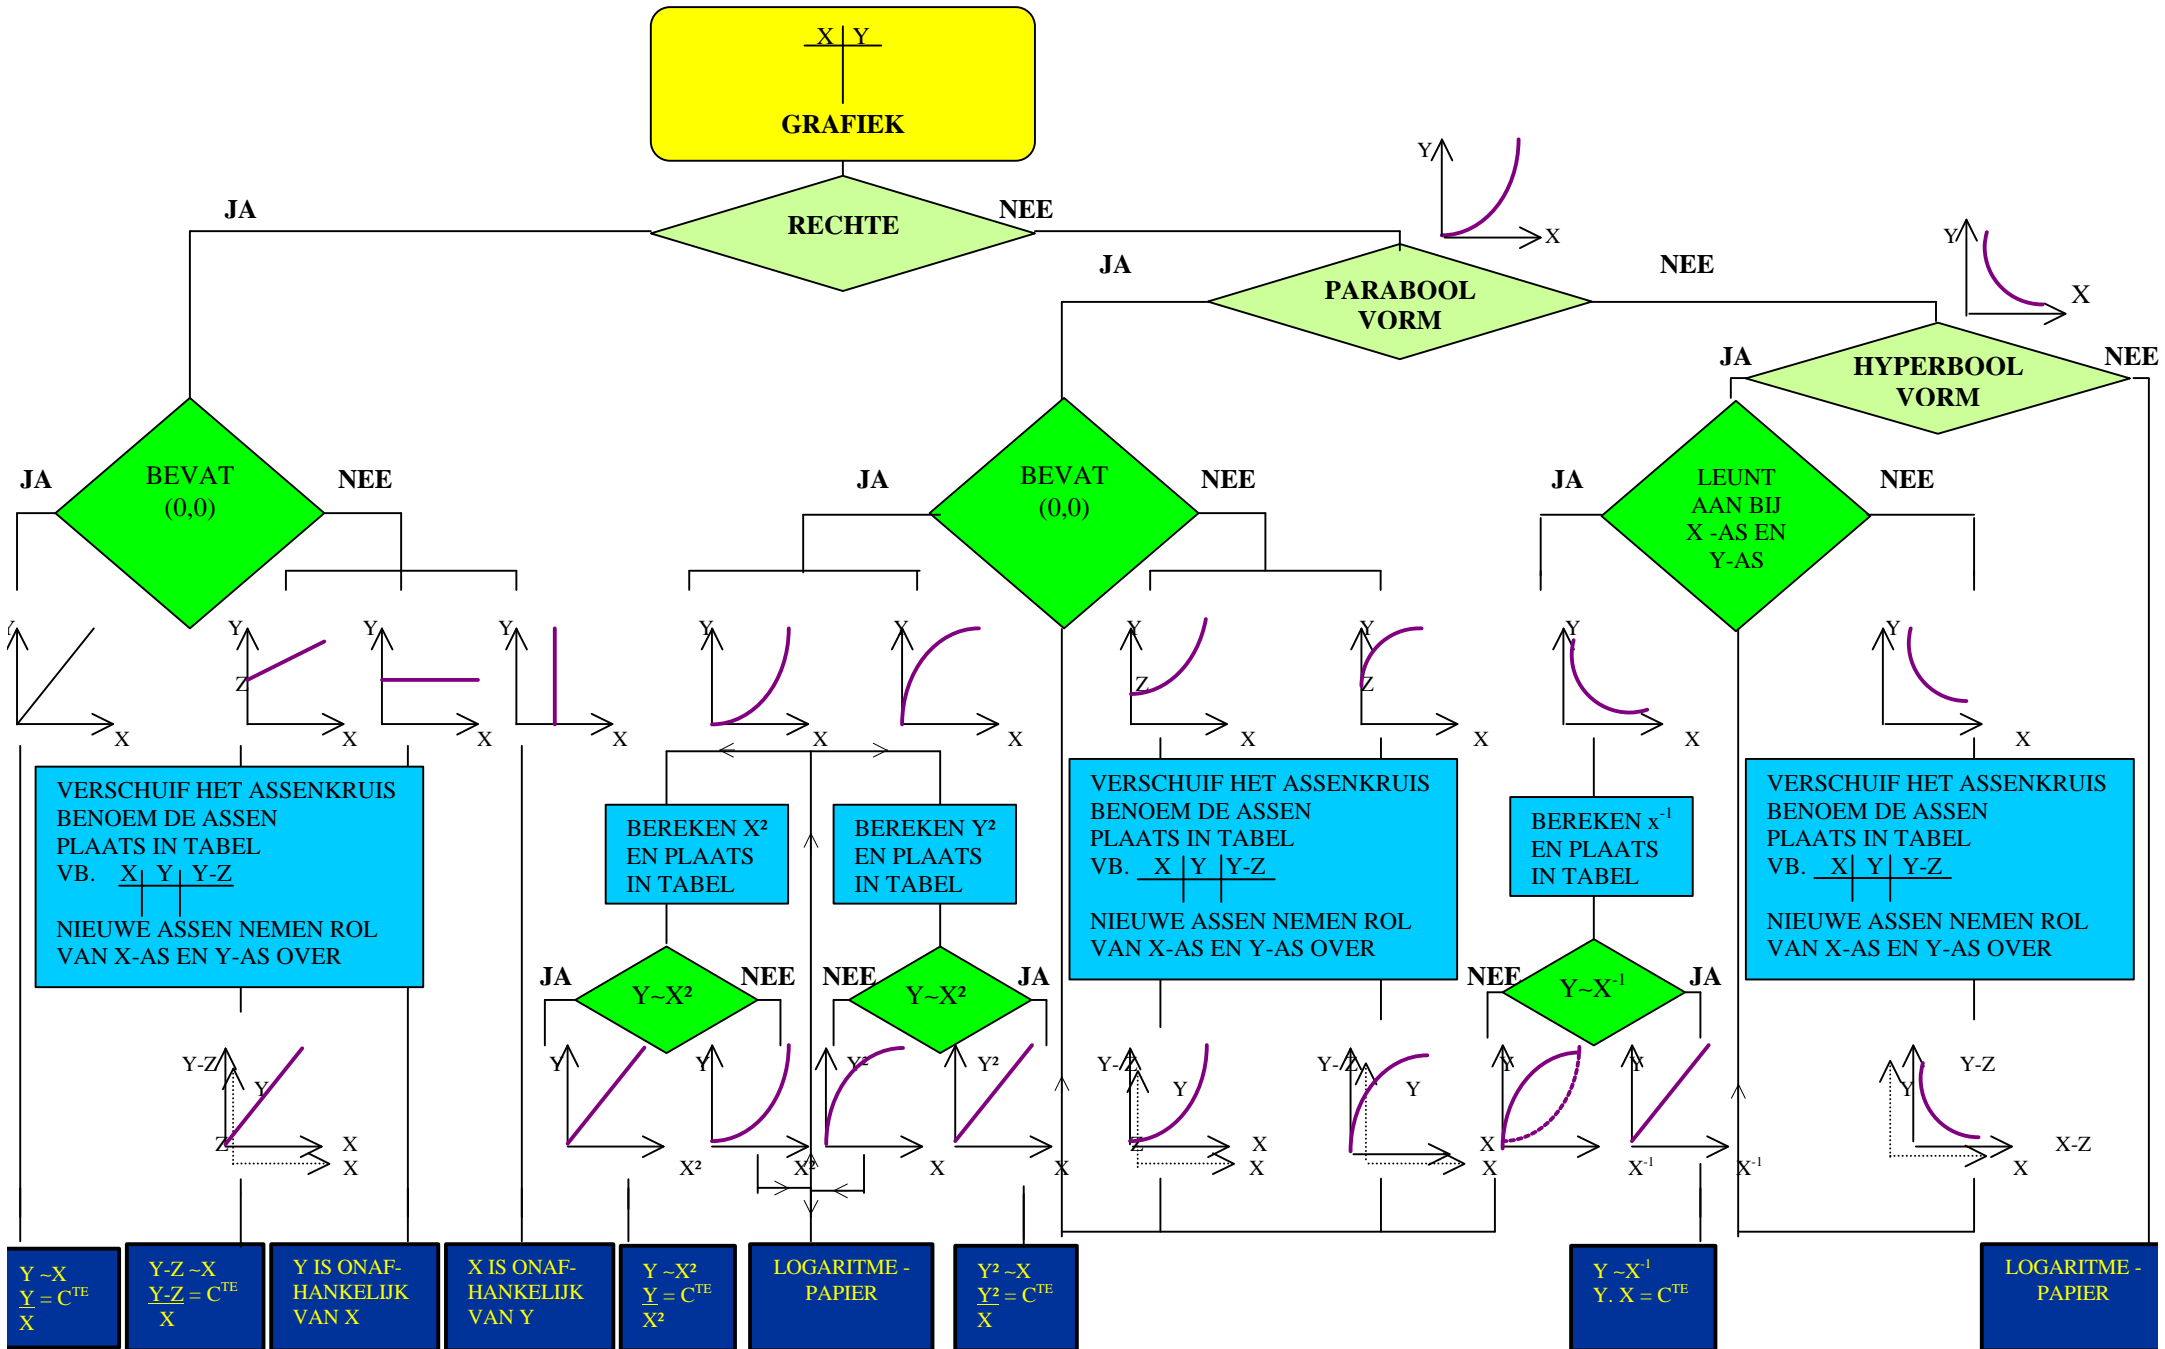 X Y
GRAFIEK
RECHTE
JA
NEE
Y
X
PARABOOL
VORM
JA
NEE
Y
X
HYPERBOOL
VORM
JA
NEE
BEVAT
(0,0)
JA
NEE
BEVAT
(0,0)
JA
NEE
LEUNT
AAN BIJ
X -AS EN
Y-AS
JA
NEE
Y
X
Y
Z
X
Y
X
Y
X
Y
X
Y
X
Y
Z
X
Y
Z
X
Y
X
Y
X
VERSCHUIF HET ASSENKRUIS
BENOEM DE ASSEN
PLAATS IN TABEL
VB. X Y Y-Z
NIEUWE ASSEN NEMEN ROL
VAN X-AS EN Y-AS OVER
BEREKEN X²
EN PLAATS
IN TABEL
BEREKEN Y²
EN PLAATS
IN TABEL
VERSCHUIF HET ASSENKRUIS
BENOEM DE ASSEN
PLAATS IN TABEL
VB. X Y Y-Z
NIEUWE ASSEN NEMEN ROL
VAN X-AS EN Y-AS OVER
BEREKEN x⁻¹
EN PLAATS
IN TABEL
VERSCHUIF HET ASSENKRUIS
BENOEM DE ASSEN
PLAATS IN TABEL
VB. X Y Y-Z
NIEUWE ASSEN NEMEN ROL
VAN X-AS EN Y-AS OVER
JA
Y~X²
NEE
NEE
Y~X²
JA
NEE
Y~X⁻¹
JA
Y-Z
Y
Z
X
X
Y
X²
Y
X²
Y²
X
Y²
X
Y-Z
Y
Z
X
X
Y-Z
Y
X
X
Y
X⁻¹
Y
X⁻¹
Y
Y-Z
X-Z
X
Y ~X
Y = Cᵀᴱ
X
Y-Z ~X
Y-Z = Cᵀᴱ
X
Y IS ONAF-
HANKELIJK
VAN X
X IS ONAF-
HANKELIJK
VAN Y
Y ~X²
Y = Cᵀᴱ
X²
LOGARITME -
PAPIER
Y² ~X
Y² = Cᵀᴱ
X
Y ~X⁻¹
Y. X = Cᵀᴱ
LOGARITME -
PAPIER